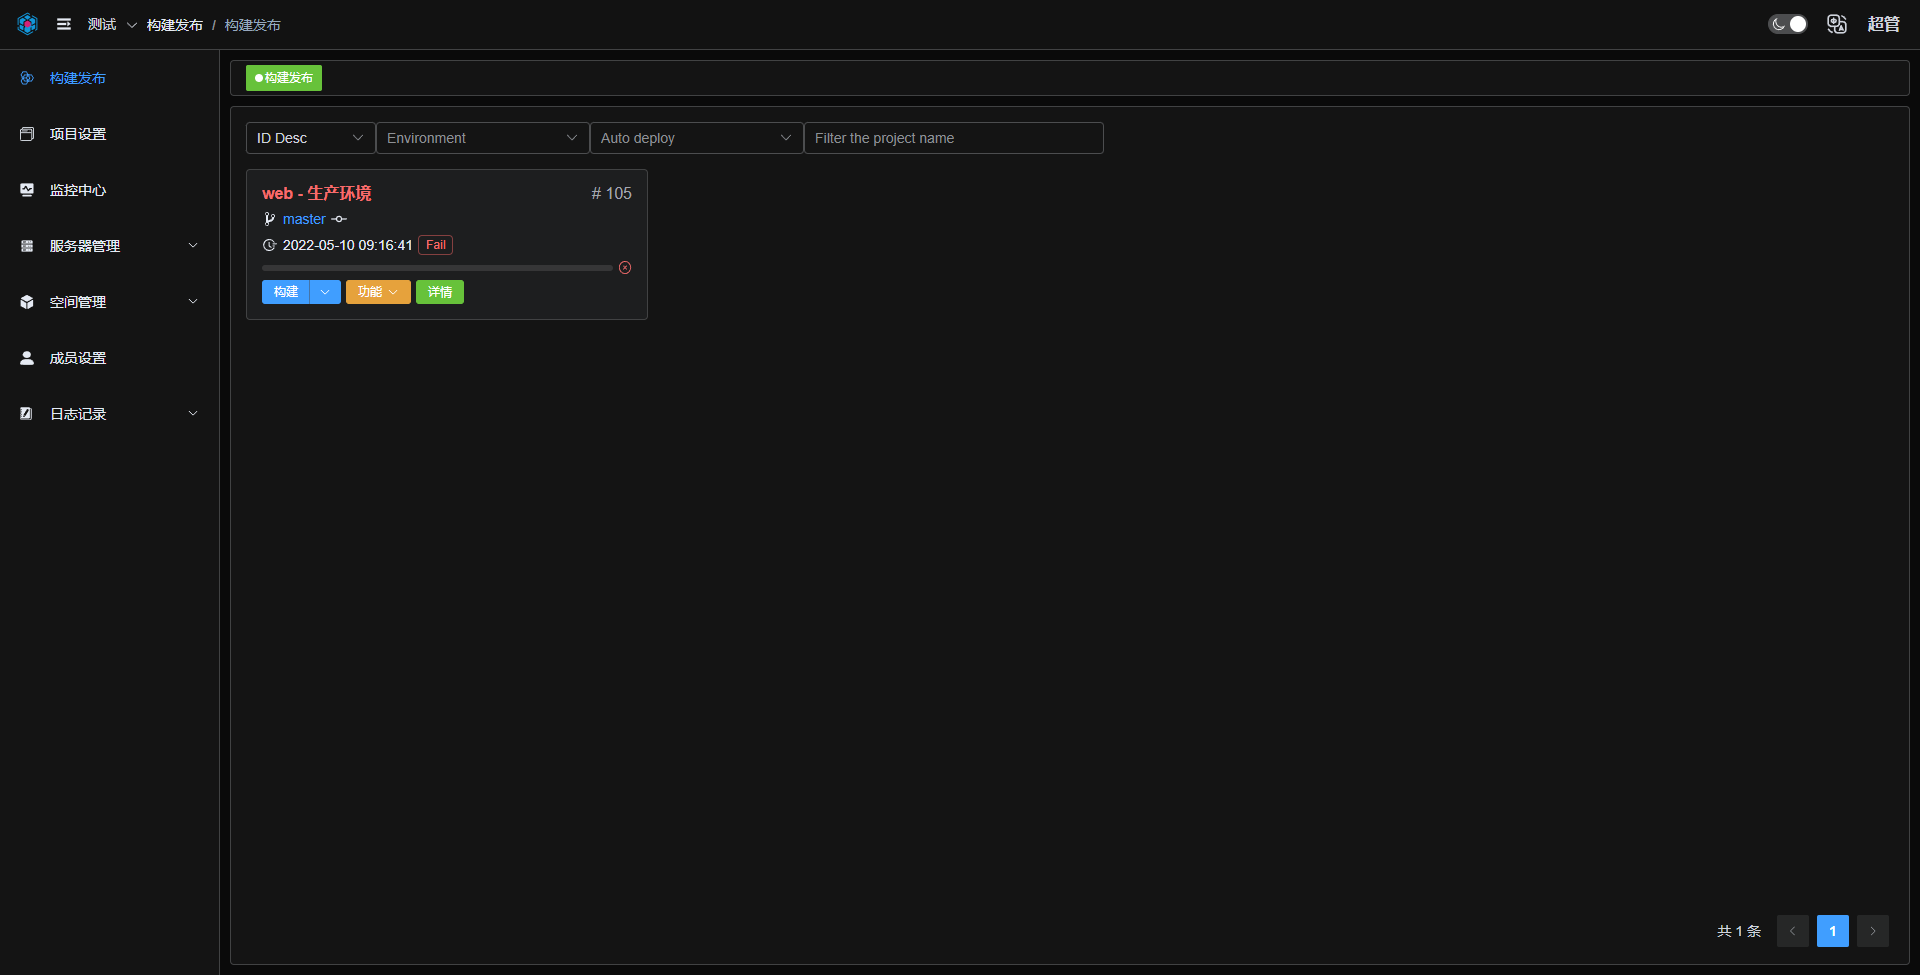 测试 构建发布 / 构建发布
超管
构建发布
项目设置
监控中心
服务器管理
空间管理
成员设置
日志记录
构建发布
ID Desc Environment Auto deploy Filter the project name
web - 生产环境 # 105
master
2022-05-10 09:16:41 Fail
构建 功能 详情
共 1 条 1